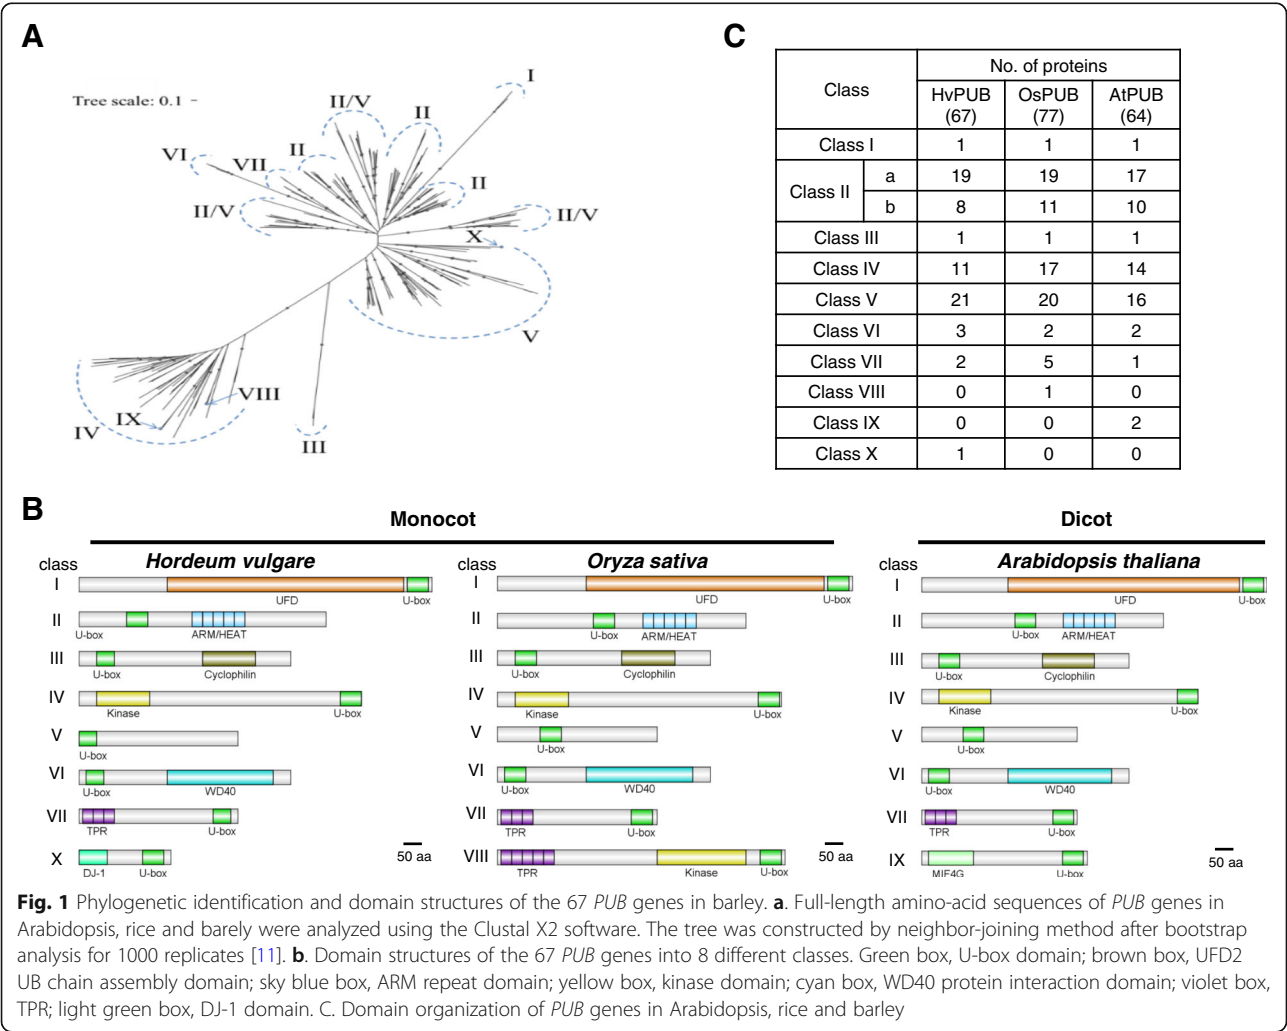 A
Tree scale: 0.1
I
II/V
II
II
VI
VII
II/V
II
II/V
X
V
VIII
IX
IV
III
C
Class
No. of proteins
HvPUB (67) OsPUB (77) AtPUB (64)
Class I 1 1 1
Class II a 19 19 17
b 8 11 10
Class III 1 1 1
Class IV 11 17 14
Class V 21 20 16
Class VI 3 2 2
Class VII 2 5 1
Class VIII 0 1 0
Class IX 0 0 2
Class X 1 0 0
B
Monocot
Dicot
class Hordeum vulgare
I
UFD U-box
II
U-box ARM/HEAT
III
U-box Cyclophilin
IV
Kinase U-box
V
U-box
VI
U-box WD40
VII
TPR U-box
X
DJ-1 U-box
50 aa
class Oryza sativa
I
UFD U-box
II
U-box ARM/HEAT
III
U-box Cyclophilin
IV
Kinase U-box
V
U-box
VI
U-box WD40
VII
TPR U-box
VIII
TPR Kinase U-box
50 aa
class Arabidopsis thaliana
I
UFD U-box
II
U-box ARM/HEAT
III
U-box Cyclophilin
IV
Kinase U-box
V
U-box
VI
U-box WD40
VII
TPR U-box
IX
MIF4G U-box
50 aa
Fig. 1 Phylogenetic identification and domain structures of the 67 PUB genes in barley. a. Full-length amino-acid sequences of PUB genes in
Arabidopsis, rice and barely were analyzed using the Clustal X2 software. The tree was constructed by neighbor-joining method after bootstrap
analysis for 1000 replicates [11]. b. Domain structures of the 67 PUB genes into 8 different classes. Green box, U-box domain; brown box, UFD2
UB chain assembly domain; sky blue box, ARM repeat domain; yellow box, kinase domain; cyan box, WD40 protein interaction domain; violet box,
TPR; light green box, DJ-1 domain. C. Domain organization of PUB genes in Arabidopsis, rice and barley